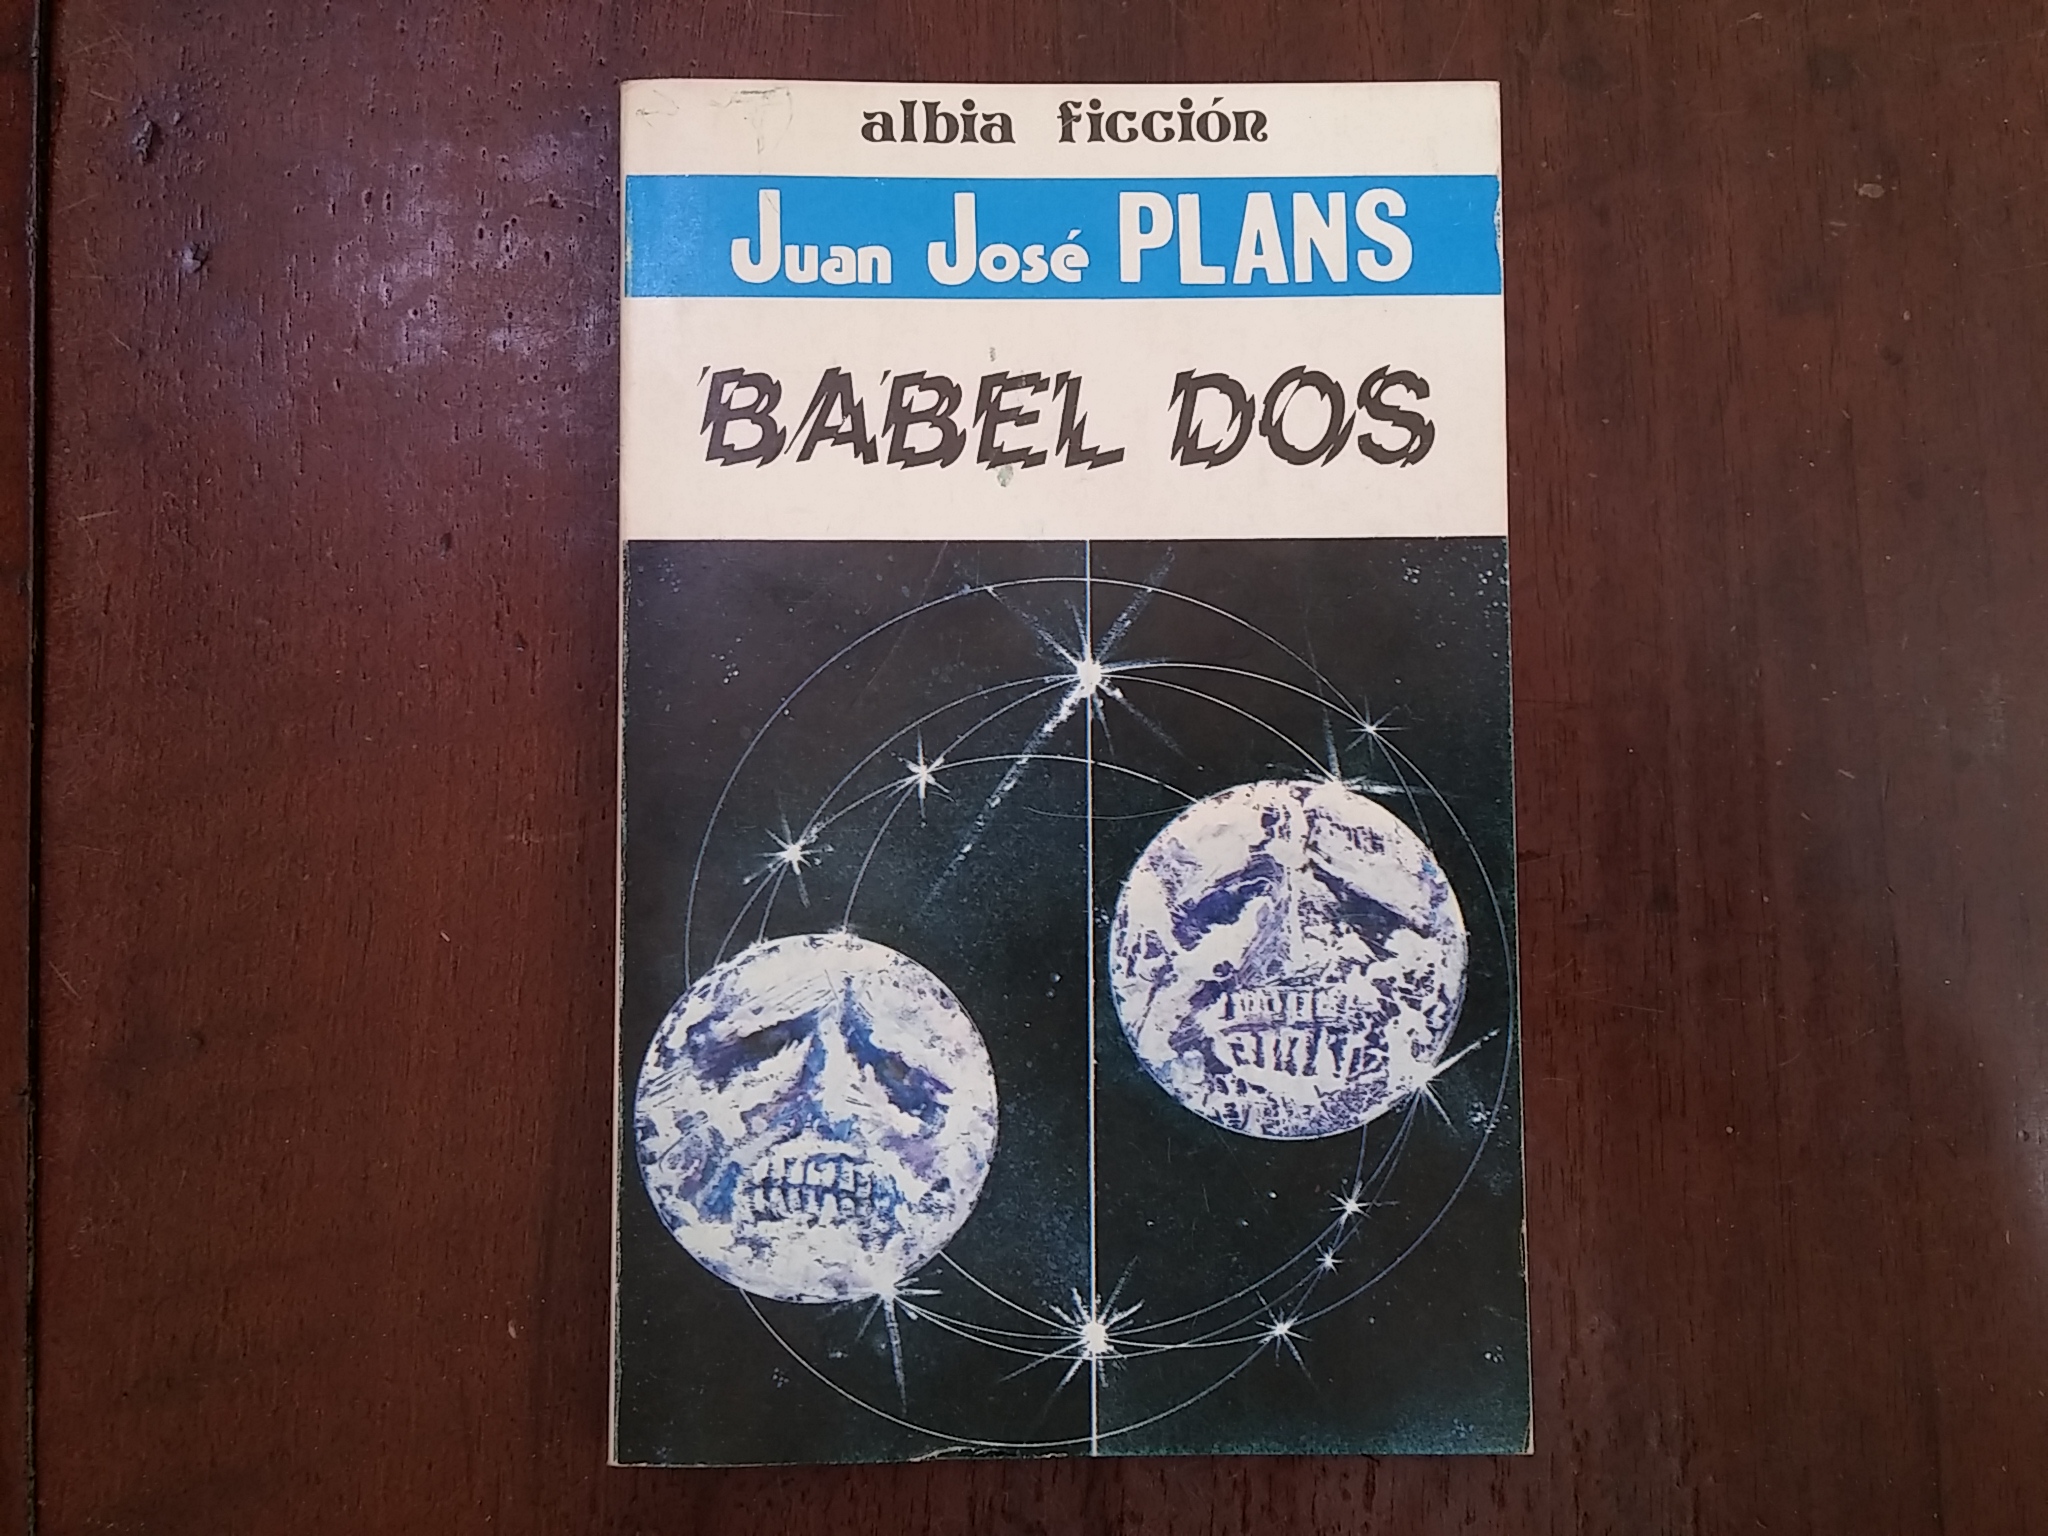 albia ficción
Juan José PLANS
BABEL DOS